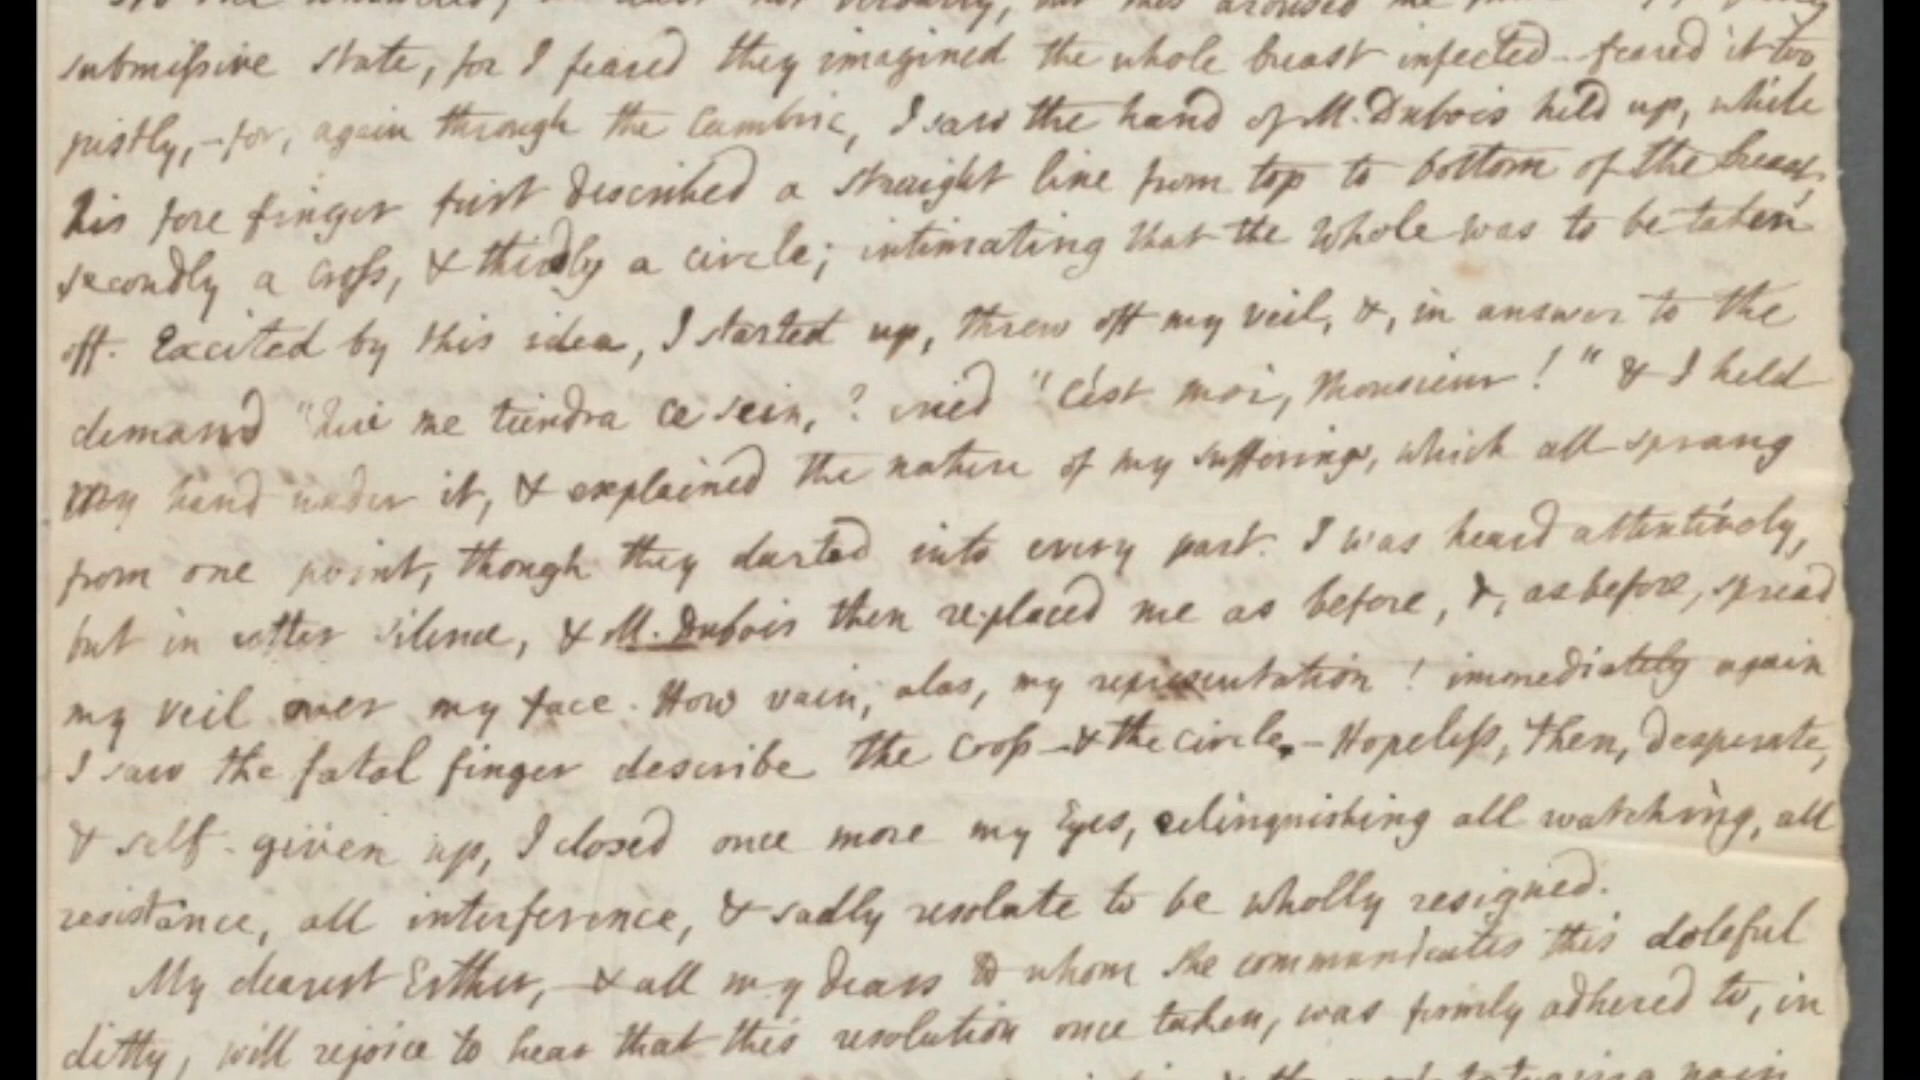 submissive state, for I feared they imagined the whole breast infected - feared it too
justly, - for, again through the Cambric, I saw the hand of M. Dubois held up, while
his fore finger first described a straight line from top to bottom of the breast,
secondly a Cross, & thirdly a circle; intimating that the Whole was to be taken
off. Excited by this idea, I started up, threw off my veil, &, in answer to the
demand "Qui me tiendra ce sein,? cried "C'est moi, Monsieur!" & I held
my hand under it, & explained the nature of my sufferings, which all sprang
from one point, though they darted into every part. I was heard attentively,
but in utter silence, & M. Dubois then re-placed me as before, &, as before, spread
my veil over my face. How vain, alas, my representation! immediately again
I saw the fatal finger describe the Cross - & the circle. - Hopeless, then, desperate,
& self-given up, I closed once more my Eyes, relinquishing all watching, all
resistance, all interference, & sadly resolute to be wholly resigned.
My dearest Esther, - & all my dears to whom she communicates this doleful
ditty, will rejoice to hear that this resolution once taken, was firmly adhered to, in